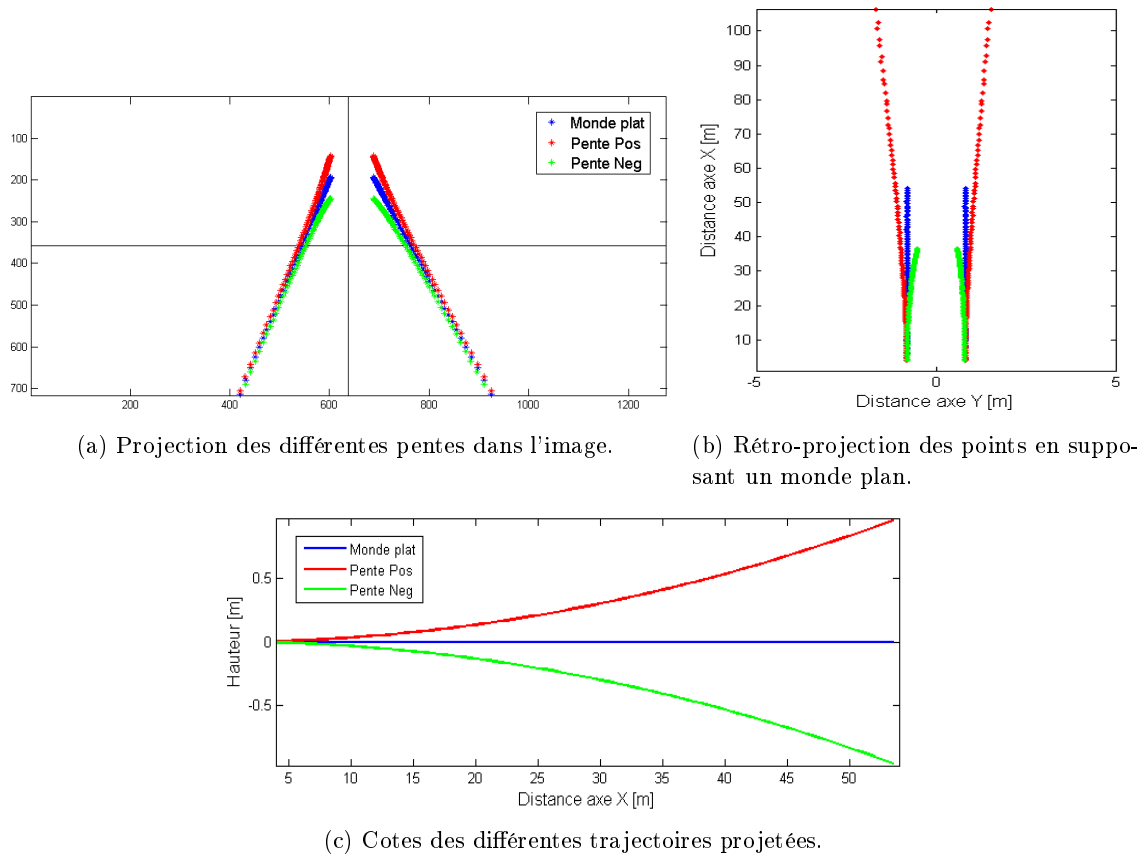 100
200
300
400
500
600
700
200
400
600
800
1000
1200
Monde plat
Pente Pos
Pente Neg
100
90
80
70
60
50
40
30
20
10
-5
0
5
Distance axe X [m]
Distance axe Y [m]
(a) Projection des différentes pentes dans l'image.
(b) Rétro-projection des points en suppo-
sant un monde plan.
Monde plat
Pente Pos
Pente Neg
0.5
0
-0.5
Hauteur [m]
5
10
15
20
25
30
35
40
45
50
Distance axe X [m]
(c) Cotes des différentes trajectoires projetées.